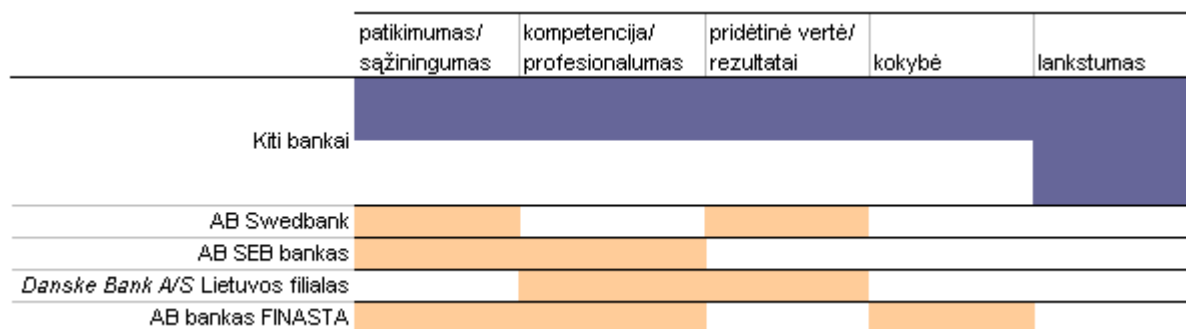 patikimumas/
sąžiningumas
kompetencija/
profesionalumas
pridėtinė vertė/
rezultatai
kokybė
lankstumas
Kiti bankai
AB Swedbank
AB SEB bankas
Danske Bank A/S Lietuvos filialas
AB bankas FINASTA